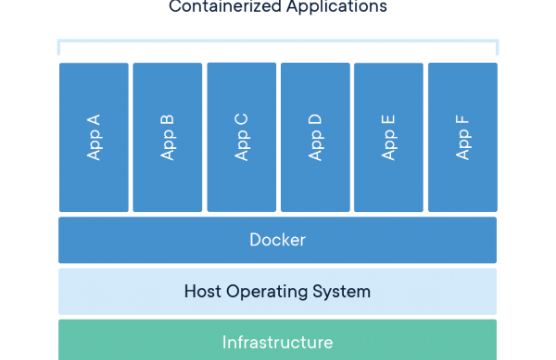 Containerized Applications
App A
App B
App C
App D
App E
App F
Docker
Host Operating System
Infrastructure